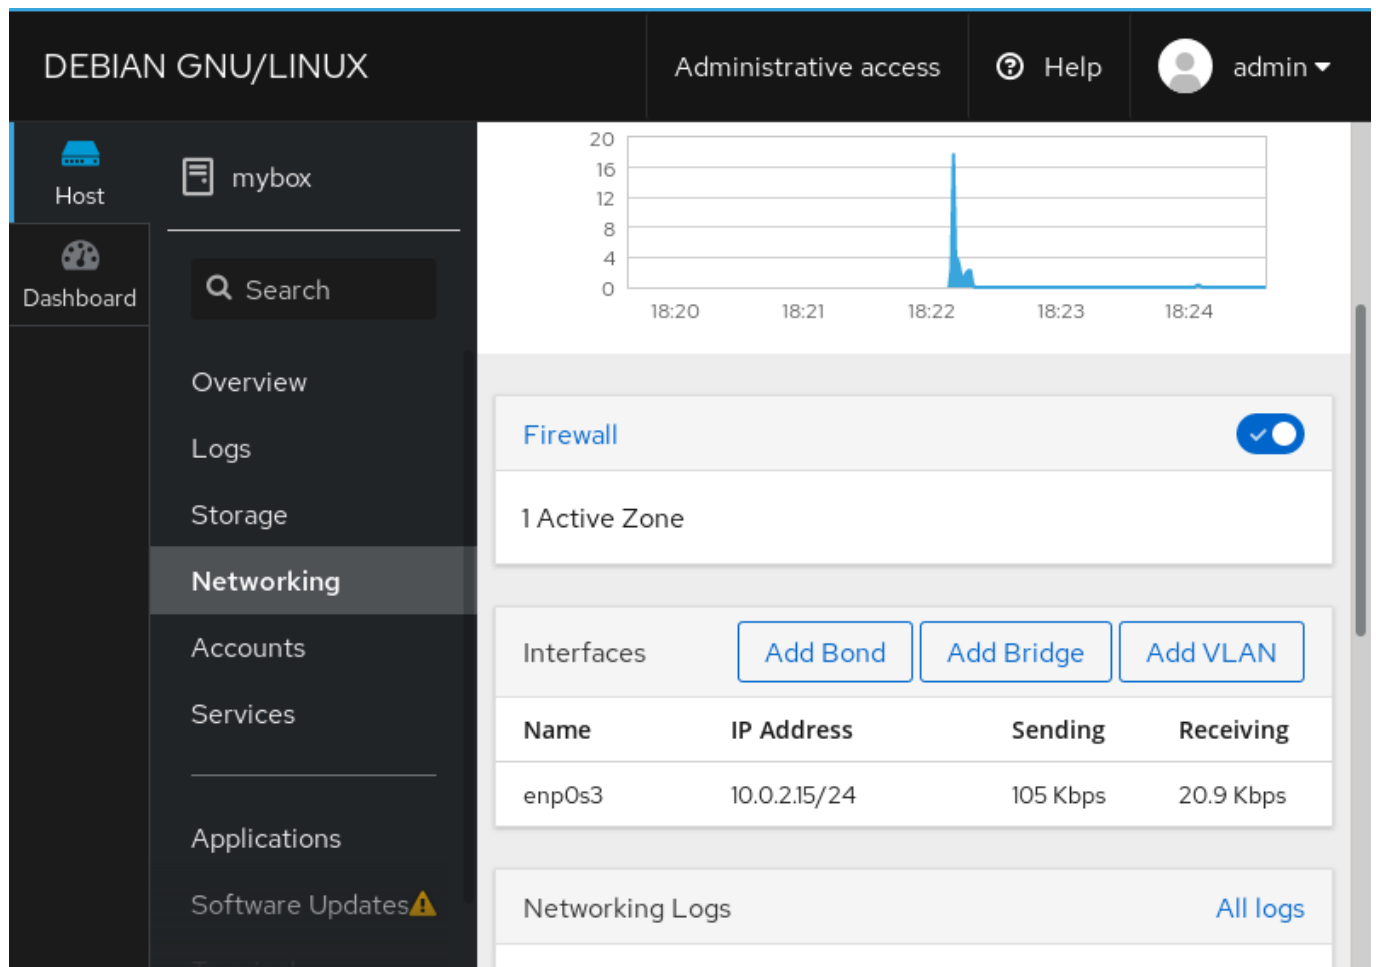 DEBIAN GNU/LINUX
Administrative access
Help
admin
Host
Dashboard
mybox
Search
Overview
Logs
Storage
Networking
Accounts
Services
Applications
Software Updates
20
16
12
8
4
0
18:20 18:21 18:22 18:23 18:24
Firewall
1 Active Zone
Interfaces Add Bond Add Bridge Add VLAN
Name IP Address Sending Receiving
enp0s3 10.0.2.15/24 105 Kbps 20.9 Kbps
Networking Logs All logs